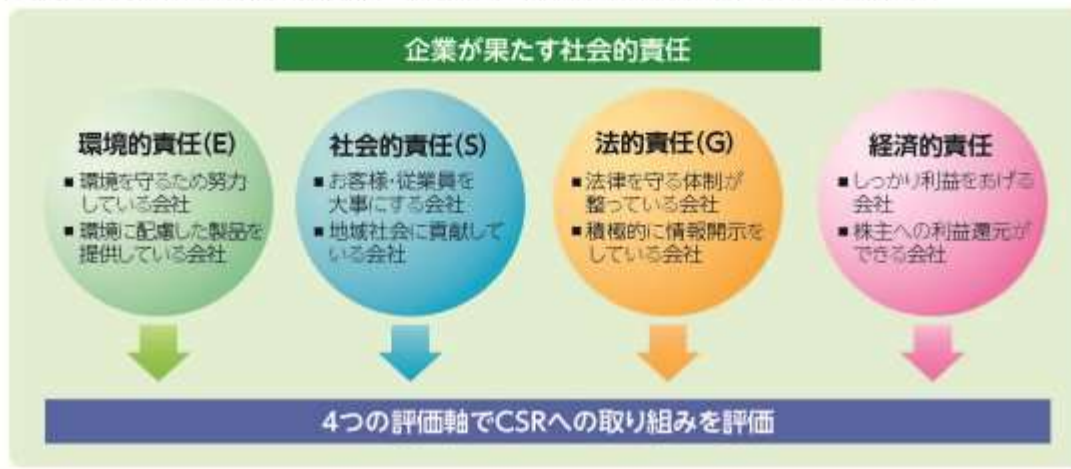 企業が果たす社会的責任
環境的責任(E)
■環境を守るため努力
している会社
■環境に配慮した製品を
提供している会社
社会的責任(S)
■お客様・従業員を
大事にする会社
■地域社会に貢献して
いる会社
法的責任(G)
■法律を守る体制が
整っている会社
■積極的に情報開示を
している会社
経済的責任
■しっかり利益をあげる
会社
■株主への利益還元が
できる会社
4つの評価軸でCSRへの取り組みを評価